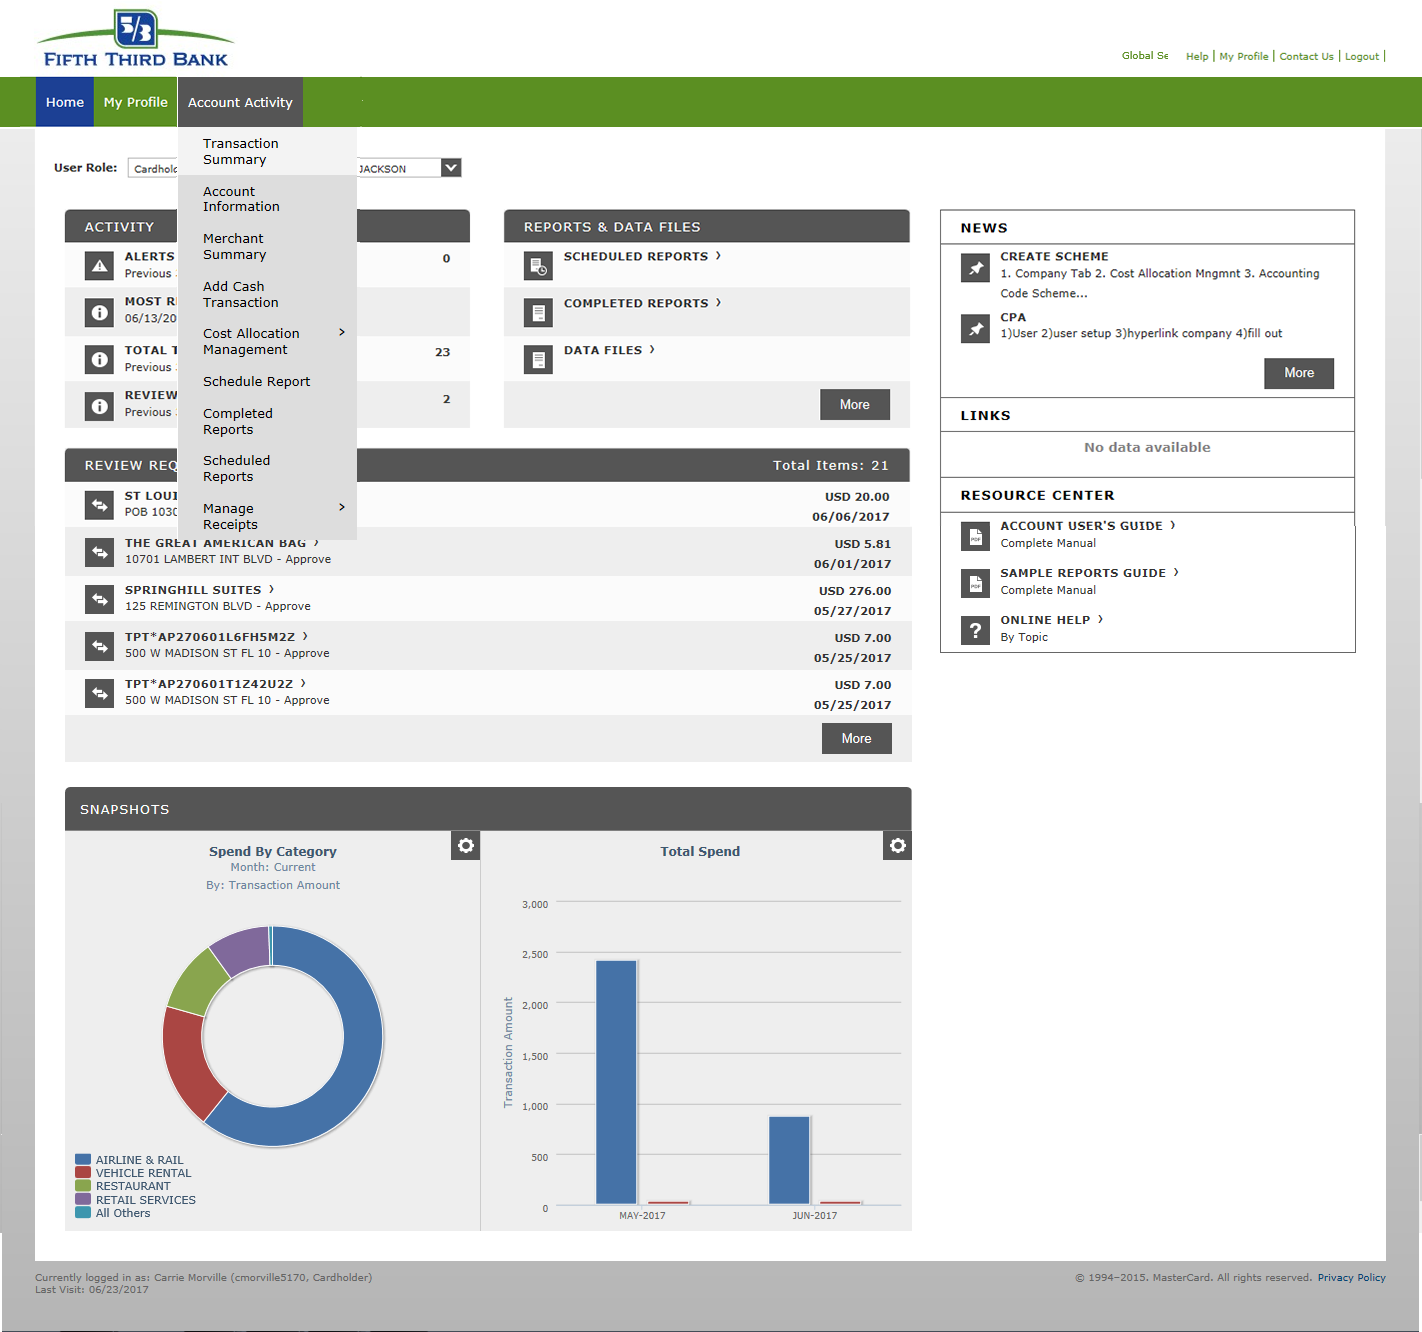 5/3
FIFTH THIRD BANK
Global Se Help | My Profile | Contact Us | Logout |
Home My Profile Account Activity
Transaction
Summary
Account
Information
Merchant
Summary
Add Cash
Transaction
Cost Allocation >
Management
Schedule Report
Completed
Reports
Scheduled
Reports
Manage >
Receipts
User Role: Cardhol JACKSON
ACTIVITY
ALERTS 0
Previous
MOST R
06/13/20
TOTAL T 23
Previous
REVIEW 2
Previous
REPORTS & DATA FILES
SCHEDULED REPORTS >
COMPLETED REPORTS >
DATA FILES >
More
NEWS
CREATE SCHEME
1. Company Tab 2. Cost Allocation Mngmnt 3. Accounting
Code Scheme...
CPA
1)User 2)user setup 3)hyperlink company 4)fill out
More
LINKS
No data available
RESOURCE CENTER
ACCOUNT USER'S GUIDE >
Complete Manual
SAMPLE REPORTS GUIDE >
Complete Manual
ONLINE HELP >
By Topic
REVIEW REQ Total Items: 21
ST LOUI USD 20.00
POB 1030 06/06/2017
THE GREAT AMERICAN BAG > USD 5.81
10701 LAMBERT INT BLVD - Approve 06/01/2017
SPRINGHILL SUITES > USD 276.00
125 REMINGTON BLVD - Approve 05/27/2017
TPT*AP270601L6FH5M2Z > USD 7.00
500 W MADISON ST FL 10 - Approve 05/25/2017
TPT*AP270601T1Z42U2Z > USD 7.00
500 W MADISON ST FL 10 - Approve 05/25/2017
More
SNAPSHOTS
Spend By Category
Month: Current
By: Transaction Amount
AIRLINE & RAIL
VEHICLE RENTAL
RESTAURANT
RETAIL SERVICES
All Others
Total Spend
Transaction Amount
3,000
2,500
2,000
1,500
1,000
500
0
MAY-2017 JUN-2017
Currently logged in as: Carrie Morville (cmorville5170, Cardholder)
Last Visit: 06/23/2017
© 1994-2015. MasterCard. All rights reserved. Privacy Policy